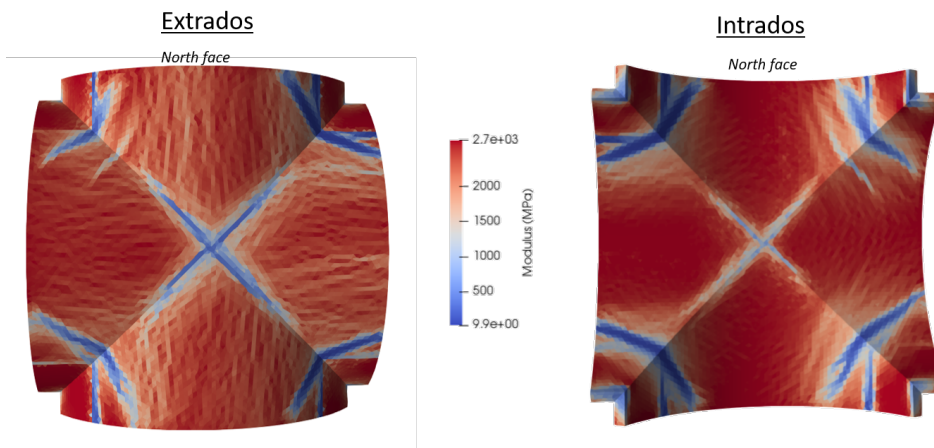 Extrados
North face
Intrados
North face
2.7e+03
2000
1500
1000
500
9.9e+00
Modulus (MPa)